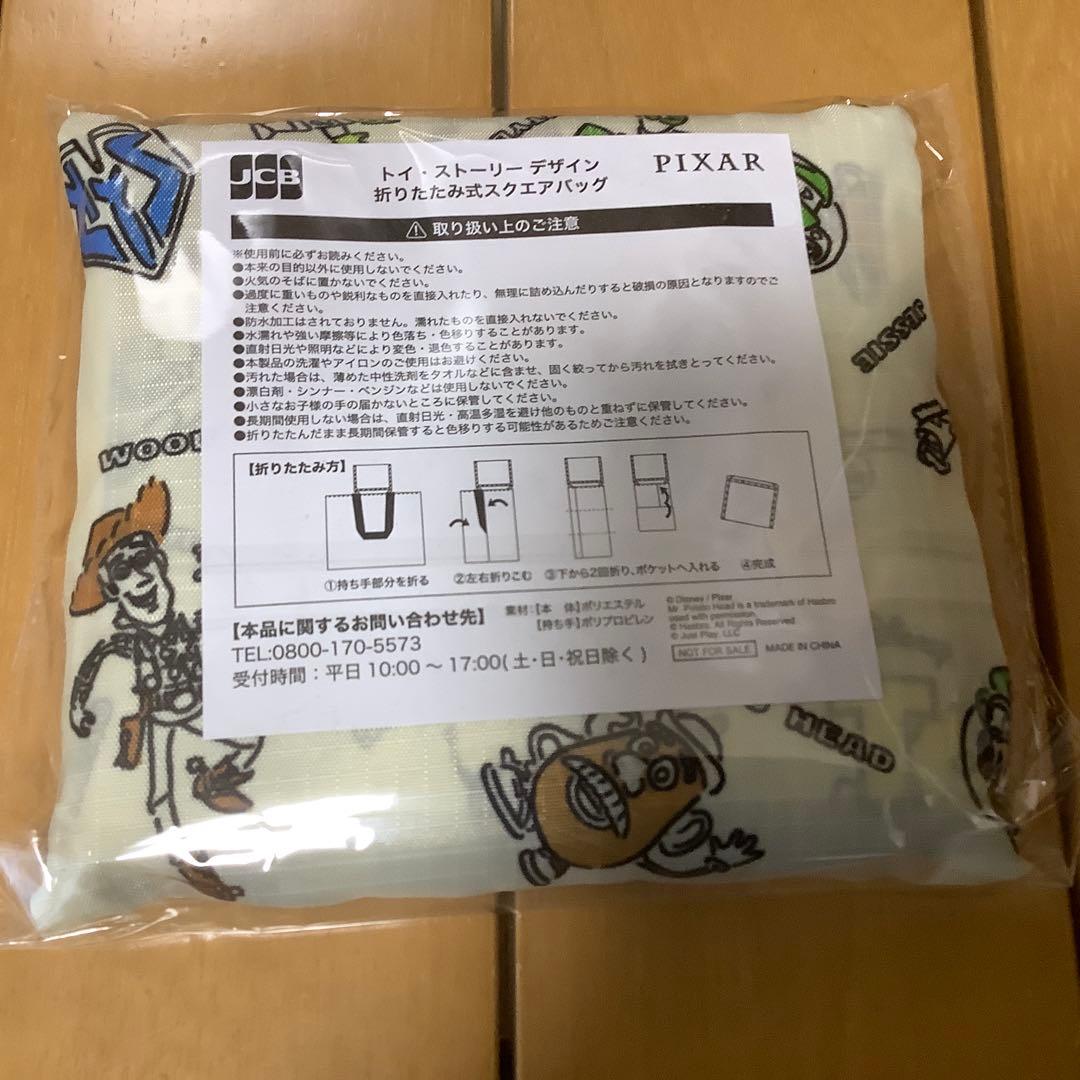 JCB
トイ・ストーリー デザイン
折りたたみ式スクエアバッグ
PIXAR
⚠ 取り扱い上のご注意
※使用前に必ずお読みください。
●本来の目的以外に使用しないでください。
●火気のそばに置かないでください。
●過度に重いものや鋭利なものを直接入れたり、無理に詰め込んだりすると破損の原因となりますのでご
注意ください。
●防水加工はされておりません。濡れたものを直接入れないでください。
●水濡れや強い摩擦等により色落ち・色移りすることがあります。
●直射日光や照明などにより変色・退色することがあります。
●本製品の洗濯やアイロンのご使用はお避けください。
●汚れた場合は、薄めた中性洗剤をタオルなどに含ませ、固く絞ってから汚れを拭きとってください。
●漂白剤・シンナー・ベンジンなどは使用しないでください。
●小さなお子様の手の届かないところに保管してください。
●長期間使用しない場合は、直射日光・高温多湿を避け他のものと重ねずに保管してください。
●折りたたんだまま長期間保管すると色移りする可能性があるためご注意ください。
【折りたたみ方】
①持ち手部分を折る
②左右折りこむ
③下から2回折り、ポケットへ入れる
④完成
【本品に関するお問い合わせ先】
TEL:0800-170-5573
受付時間：平日 10:00 ～ 17:00( 土・日・祝日除く )
素材：【本　体】ポリエステル
【持ち手】ポリプロピレン
© Disney / Pixar
Mr. Potato Head is a trademark of Hasbro
used with permission.
© Hasbro. All Rights Reserved
© Just Play, LLC
NOT FOR SALE
MADE IN CHINA
JESSIE
WOO
HEAD